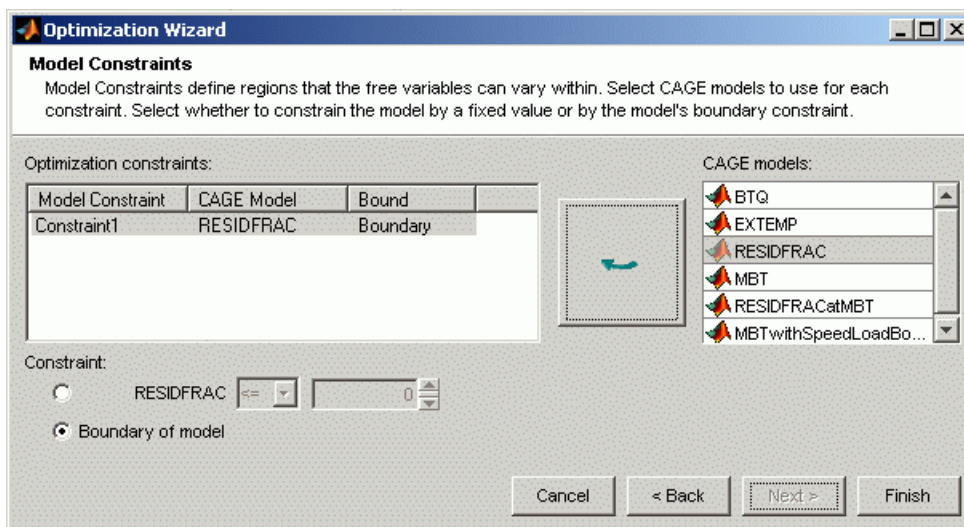 Optimization Wizard
Model Constraints
Model Constraints define regions that the free variables can vary within. Select CAGE models to use for each
constraint. Select whether to constrain the model by a fixed value or by the model's boundary constraint.
Optimization constraints:
CAGE models:
Model Constraint CAGE Model Bound
Constraint1 RESIDFRAC Boundary
BTQ
EXTEMP
RESIDFRAC
MBT
RESIDFRACatMBT
MBTwithSpeedLoadBo...
Constraint:
RESIDFRAC <= 0
Boundary of model
Cancel < Back Next > Finish